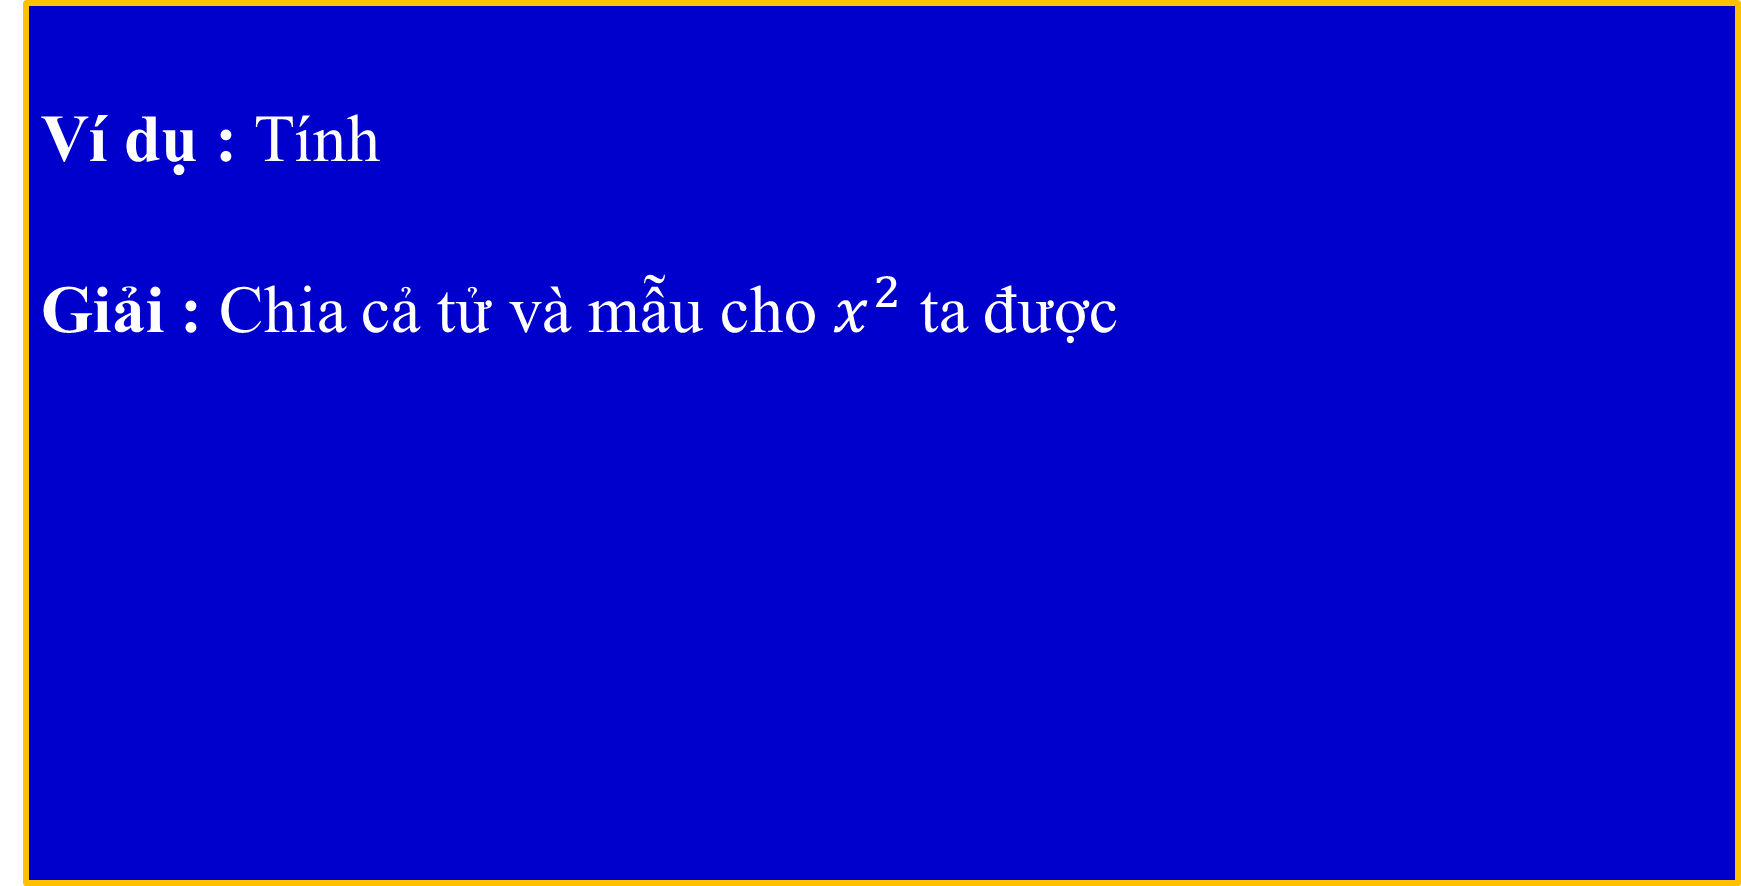 Ví dụ : Tính
Giải : Chia cả tử và mẫu cho x² ta được